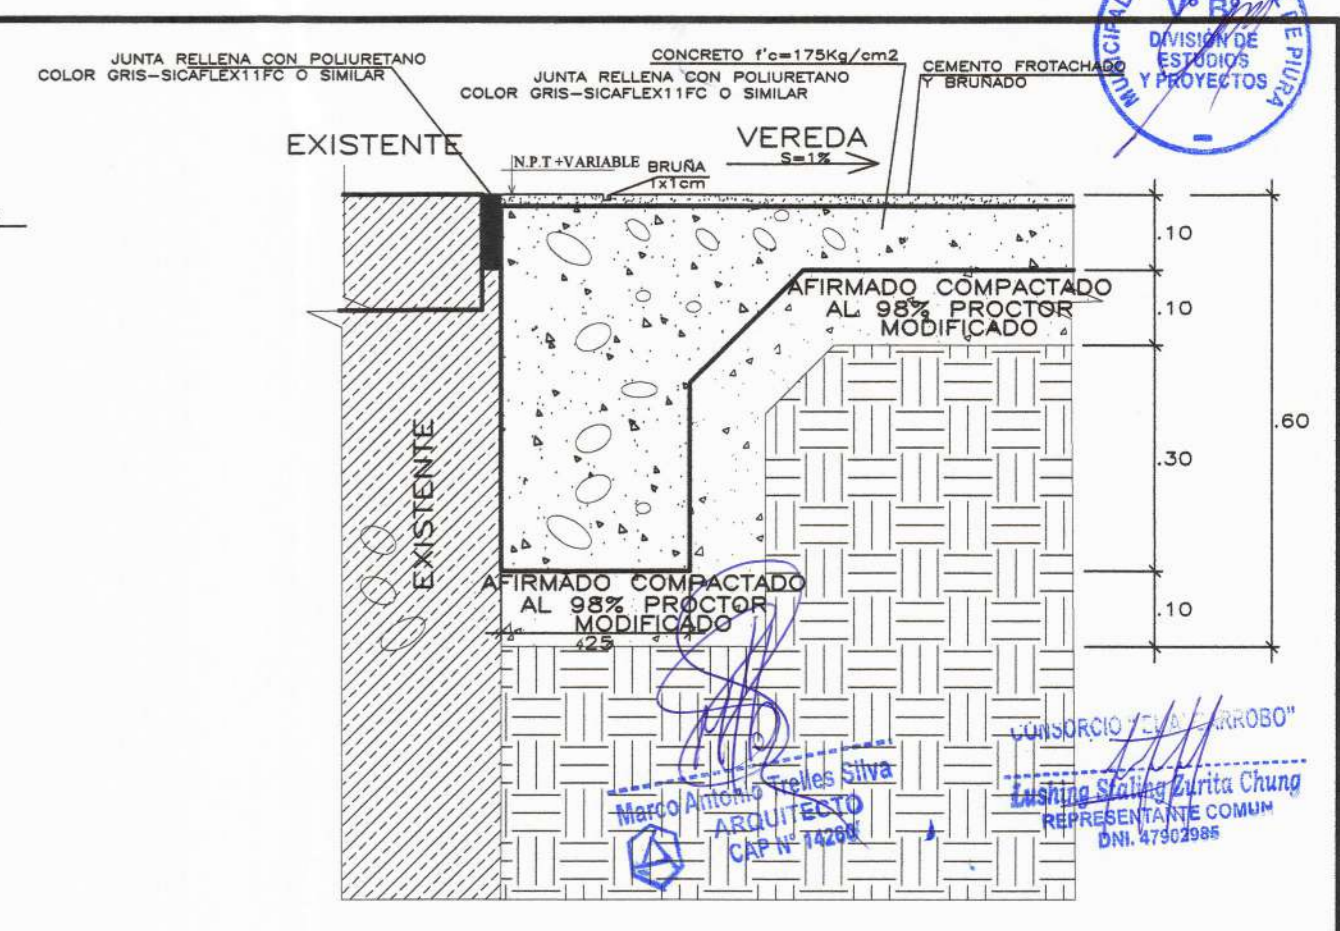 JUNTA RELLENA CON POLIURETANO
COLOR GRIS-SICAFLEX11FC O SIMILAR
CONCRETO f'c=175Kg/cm2
JUNTA RELLENA CON POLIURETANO
COLOR GRIS-SICAFLEX11FC O SIMILAR
CEMENTO FROTACHADO
Y BRUÑADO
V° B°
DIVISIÓN DE
ESTUDIOS
Y PROYECTOS
DE PIURA
EXISTENTE
VEREDA
S=1%
N.P.T +VARIABLE
BRUÑA
1x1cm
.10
AFIRMADO COMPACTADO
AL 98% PROCTOR
MODIFICADO
.10
.60
.30
EXISTENTE
AFIRMADO COMPACTADO
AL 98% PROCTOR
MODIFICADO
.25
.10
Marco Antonio Trelles Silva
ARQUITECTO
CAP N° 14260
CONSORCIO
Lushing Staling Zurita Chung
REPRESENTANTE COMUN
DNI. 47902985